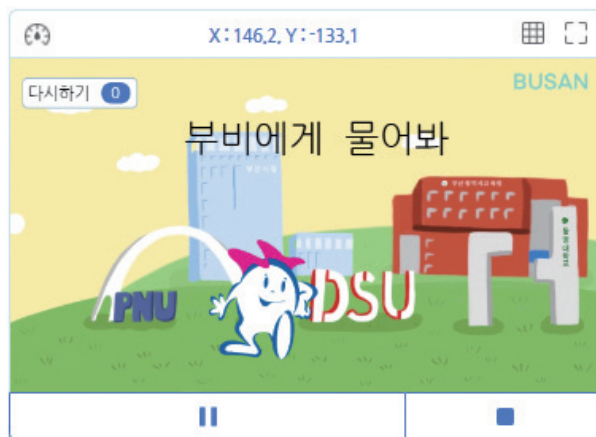 X:146.2, Y:-133.1
다시하기 0
BUSAN
부비에게 물어봐
PNU
DSU